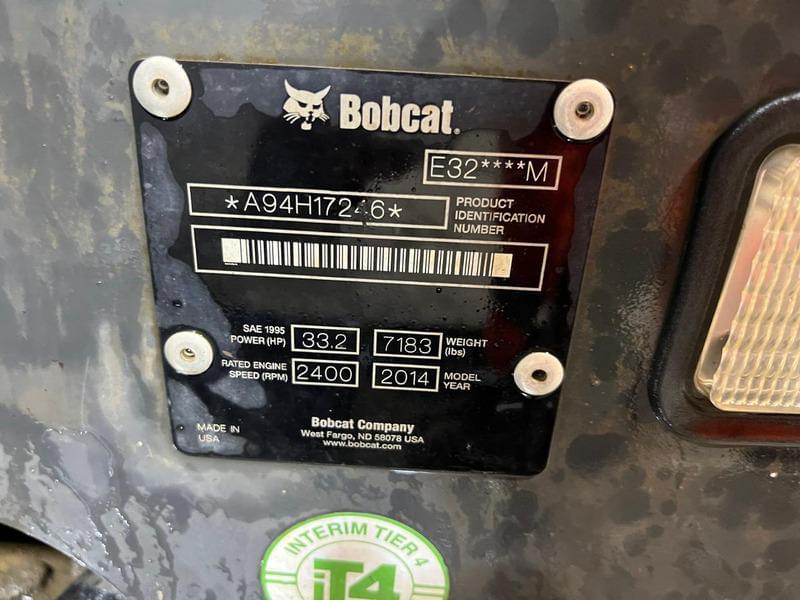 Bobcat.
E32****M
PRODUCT
IDENTIFICATION
NUMBER
SAE 1995
POWER (HP)
33.2
7183
WEIGHT
(lbs)
RATED ENGINE
SPEED (RPM)
2400
2014
MODEL
YEAR
MADE IN
USA
Bobcat Company
West Fargo, ND 58078 USA
www.bobcat.com
INTERIM TIER 4
iT4